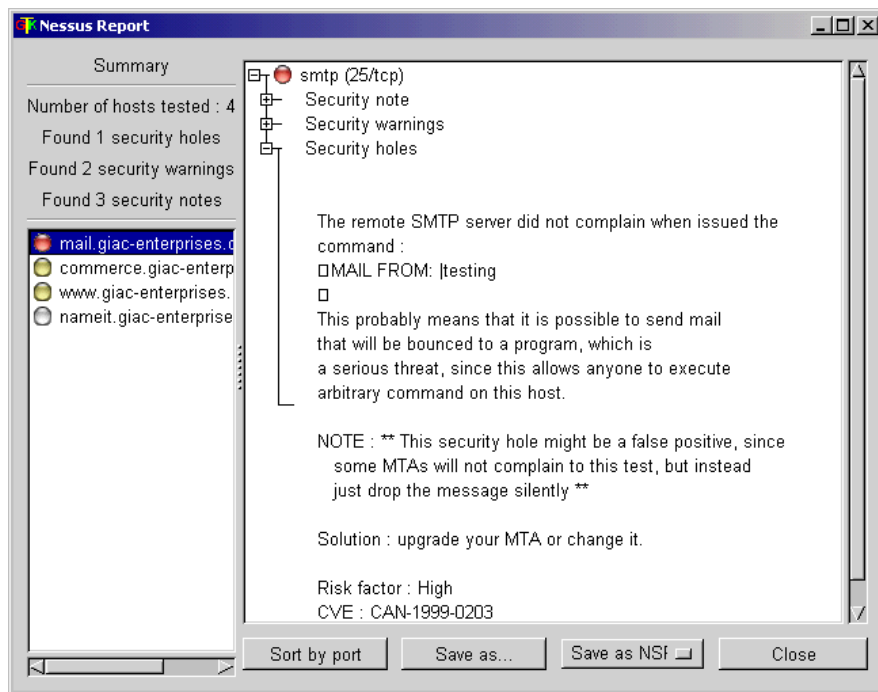 Nessus Report
Summary
Number of hosts tested : 4
Found 1 security holes
Found 2 security warnings
Found 3 security notes
mail.giac-enterprises.c
commerce.giac-enterp
www.giac-enterprises.
nameit.giac-enterprise
smtp (25/tcp)
Security note
Security warnings
Security holes
The remote SMTP server did not complain when issued the
command :
MAIL FROM: |testing
This probably means that it is possible to send mail
that will be bounced to a program, which is
a serious threat, since this allows anyone to execute
arbitrary command on this host.
NOTE : ** This security hole might be a false positive, since
some MTAs will not complain to this test, but instead
just drop the message silently **
Solution : upgrade your MTA or change it.
Risk factor : High
CVE : CAN-1999-0203
Sort by port
Save as...
Save as NSF
Close